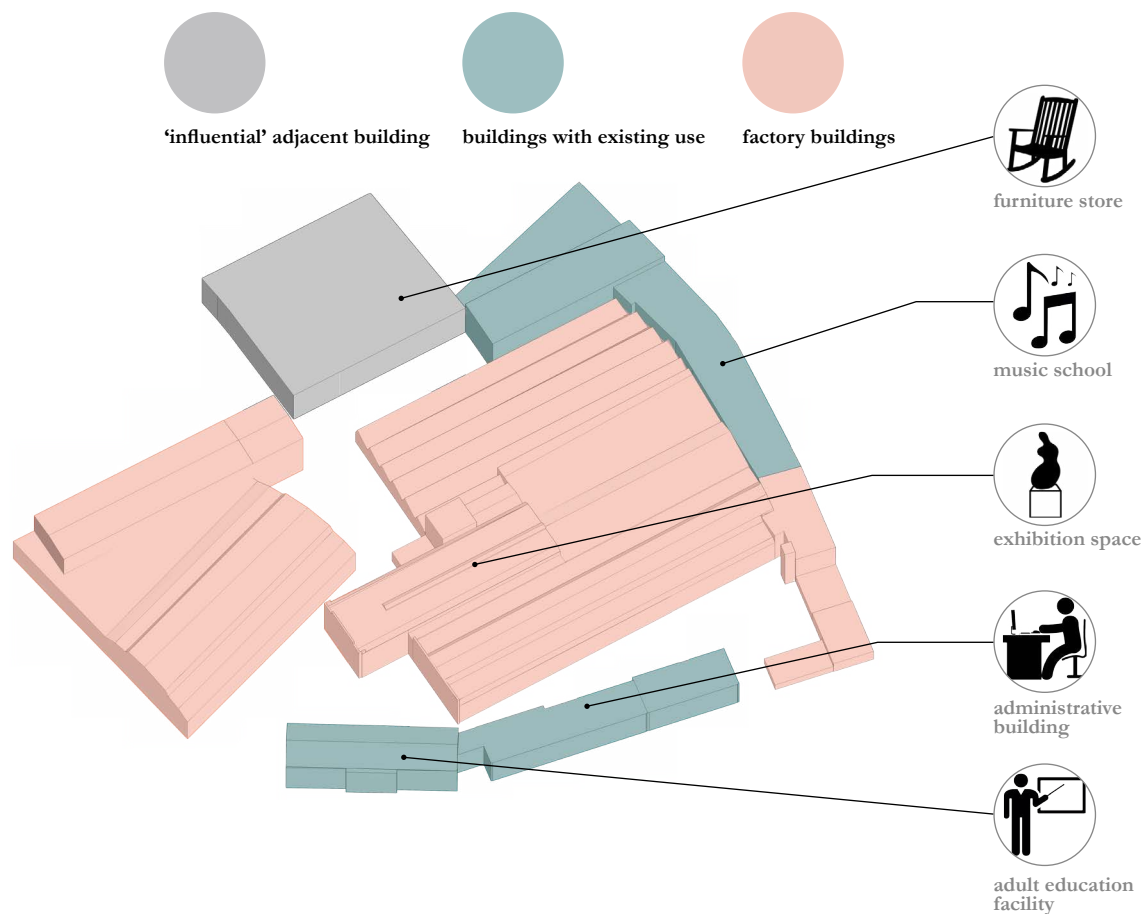 ‘influential’ adjacent building
buildings with existing use
factory buildings
furniture store
music school
exhibition space
administrative
building
adult education
facility